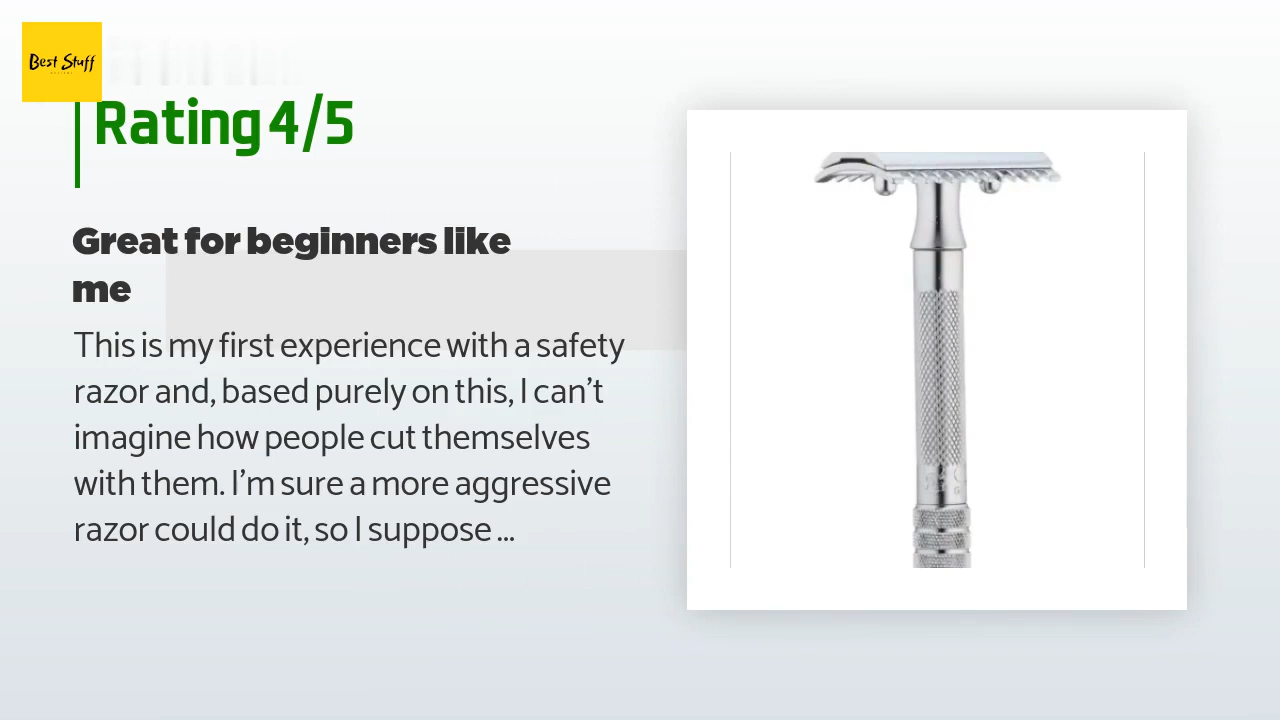 Best Stuff
Rating 4/5
Great for beginners like
me
This is my first experience with a safety
razor and, based purely on this, I can't
imagine how people cut themselves
with them. I'm sure a more aggressive
razor could do it, so I suppose ...